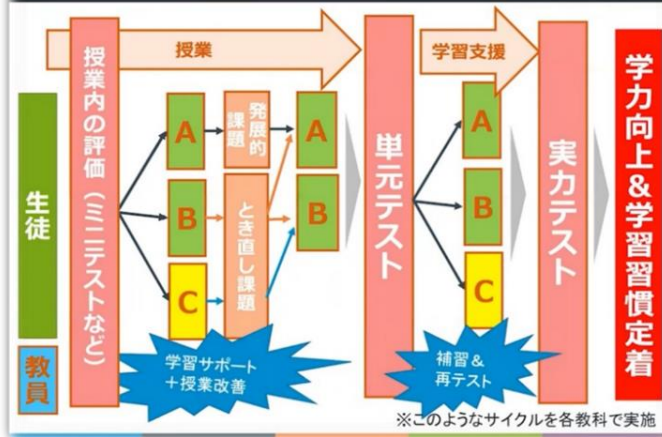 授業
学習支援
生徒
教員
授業内の評価（ミニテストなど）
A
B
C
発展的
課題
とき直し課題
A
B
学習サポート
＋授業改善
単元テスト
A
B
C
補習＆
再テスト
実力テスト
学力向上＆学習習慣定着
※このようなサイクルを各教科で実施